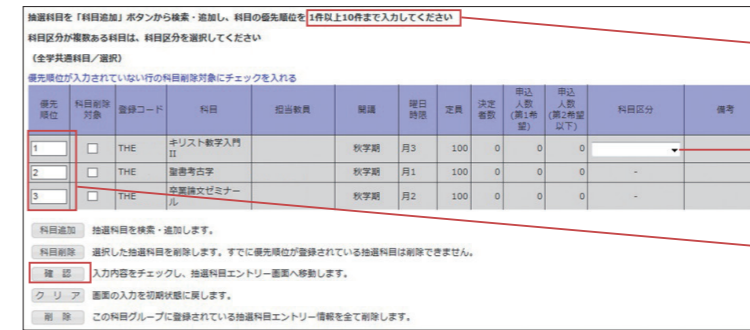 抽選科目を「科目追加」ボタンから検索・追加し、科目の優先順位を 1件以上10件まで入力してください
科目区分が複数ある科目は、科目区分を選択してください
(全学共通科目/選択)
優先順位が入力されていない行の科目削除対象にチェックを入れる
優先順位 科目削除対象 登録コード 科目 担当教員 開講 曜日時限 定員 決定者数 申込人数(第1希望) 申込人数(第2希望以下) 科目区分 備考
1 THE キリスト教学入門II 秋学期 月3 100 0 0 0
2 THE 聖書考古学 秋学期 月1 100 0 0 0 -
3 THE 卒業論文ゼミナール 秋学期 月2 100 0 0 0 -
科目追加 抽選科目を検索・追加します。
科目削除 選択した抽選科目を削除します。すでに優先順位が登録されている抽選科目は削除できません。
確 認 入力内容をチェックし、抽選科目エントリー画面へ移動します。
ク リ ア 画面の入力を初期状態に戻します。
削 除 この科目グループに登録されている抽選科目エントリー情報を全て削除します。